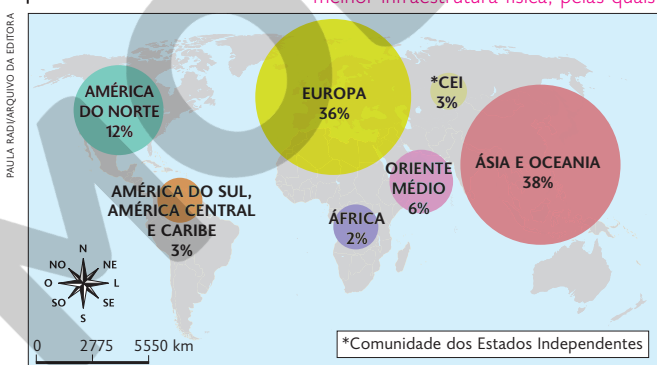 melhor infraestrutura física, pelas quais
PAULA RADI/ARQUIVO DA EDITORA
AMÉRICA
DO NORTE
12%
EUROPA
36%
*CEI
3%
ÁSIA E OCEANIA
38%
ORIENTE
MÉDIO
6%
AMÉRICA DO SUL,
AMÉRICA CENTRAL
E CARIBE
3%
ÁFRICA
2%
N
NO
NE
O
L
SO
SE
S
0 2775 5550 km
*Comunidade dos Estados Independentes